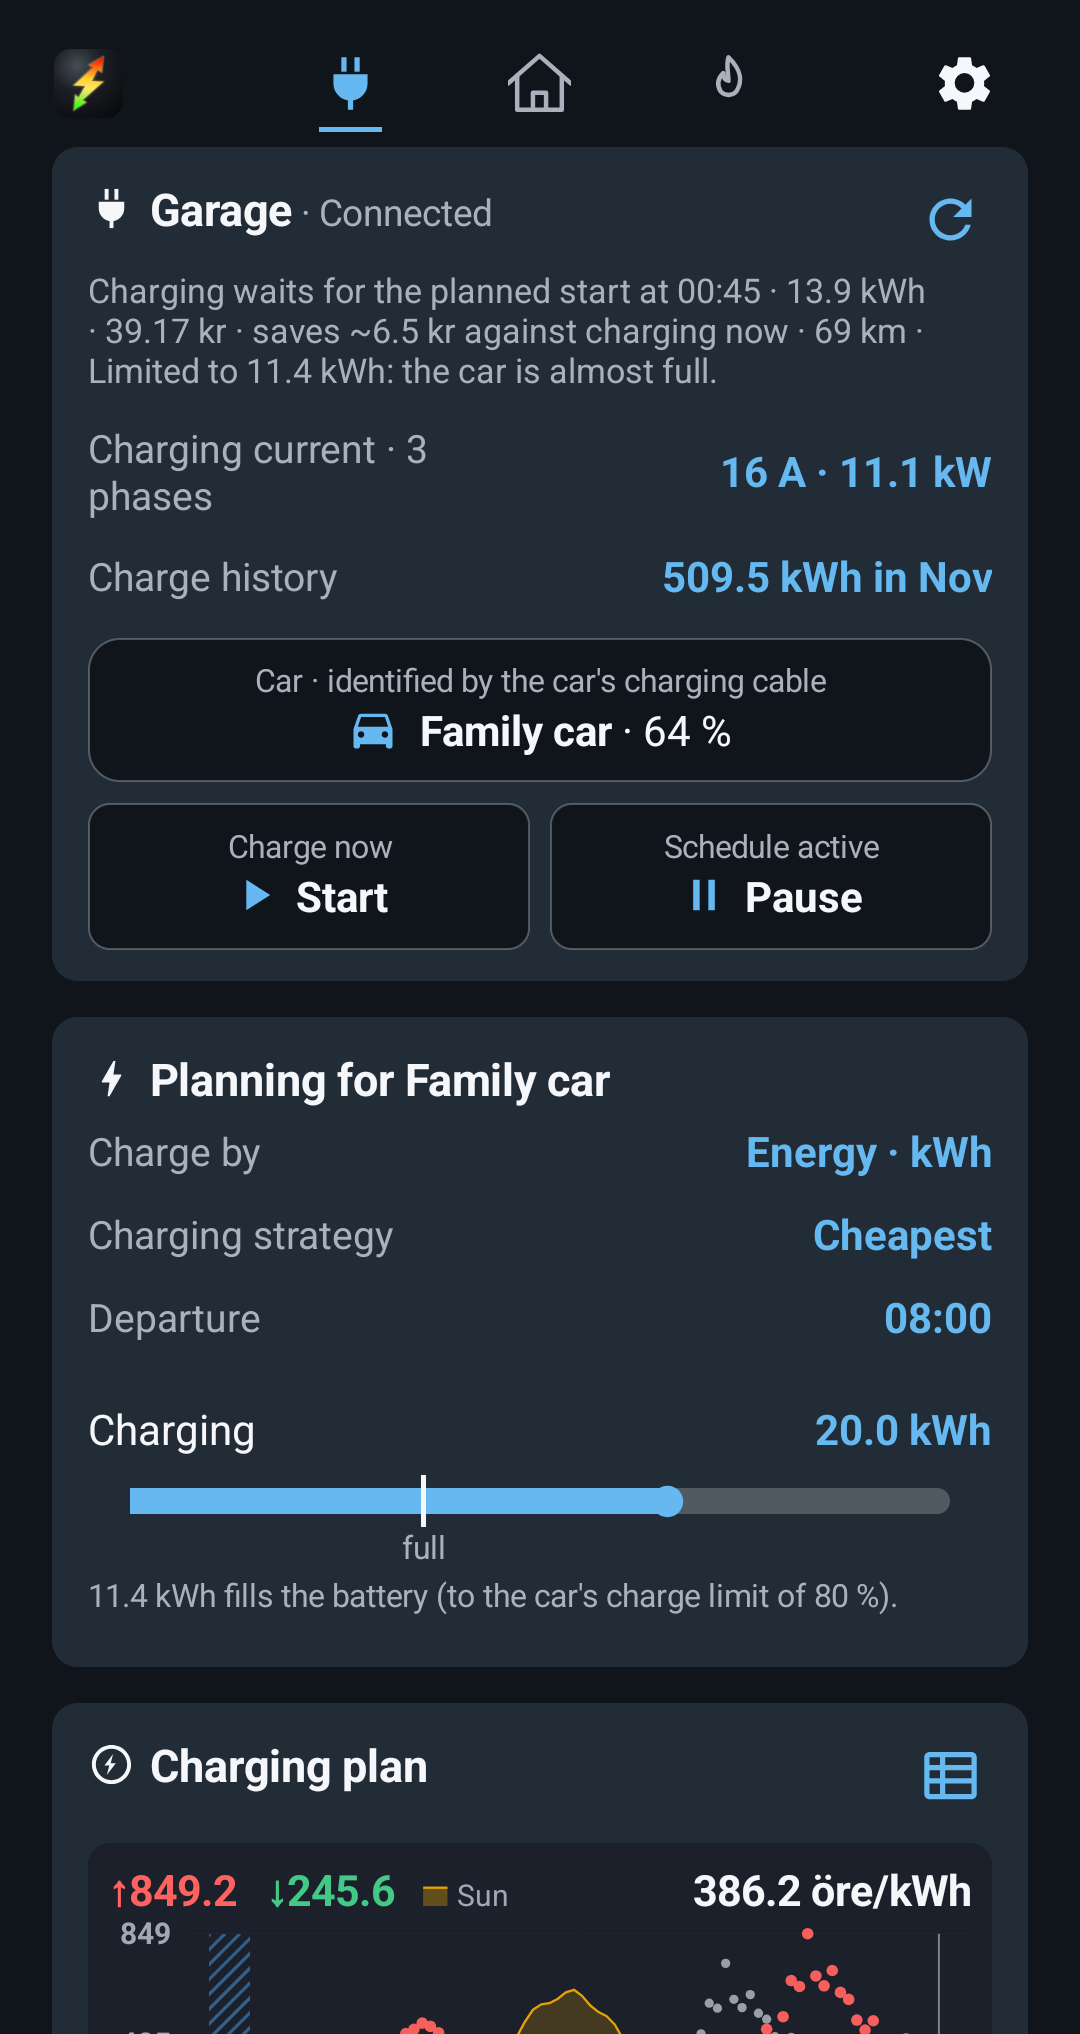 Garage · Connected
Charging waits for the planned start at 00:45 · 13.9 kWh
· 39.17 kr · saves ~6.5 kr against charging now · 69 km ·
Limited to 11.4 kWh: the car is almost full.
Charging current · 3
phases
16 A · 11.1 kW
Charge history
509.5 kWh in Nov
Car · identified by the car's charging cable
Family car · 64 %
Charge now
Start
Schedule active
Pause
Planning for Family car
Charge by
Energy · kWh
Charging strategy
Cheapest
Departure
08:00
Charging
20.0 kWh
full
11.4 kWh fills the battery (to the car's charge limit of 80 %).
Charging plan
↑849.2 ↓245.6 Sun 386.2 öre/kWh
849